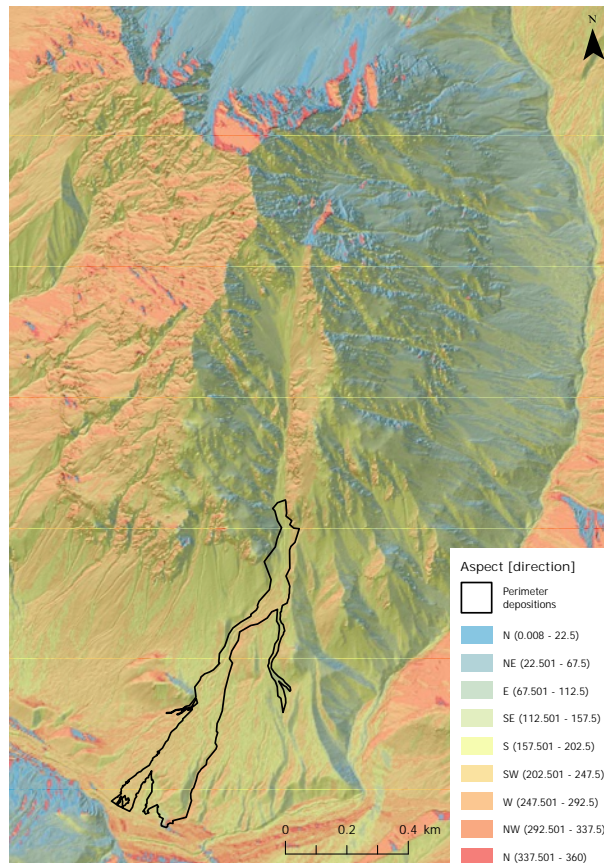 N
Aspect [direction]
Perimeter
depositions
N (0.008 - 22.5)
NE (22.501 - 67.5)
E (67.501 - 112.5)
SE (112.501 - 157.5)
S (157.501 - 202.5)
SW (202.501 - 247.5)
W (247.501 - 292.5)
NW (292.501 - 337.5)
N (337.501 - 360)
0 0.2 0.4 km